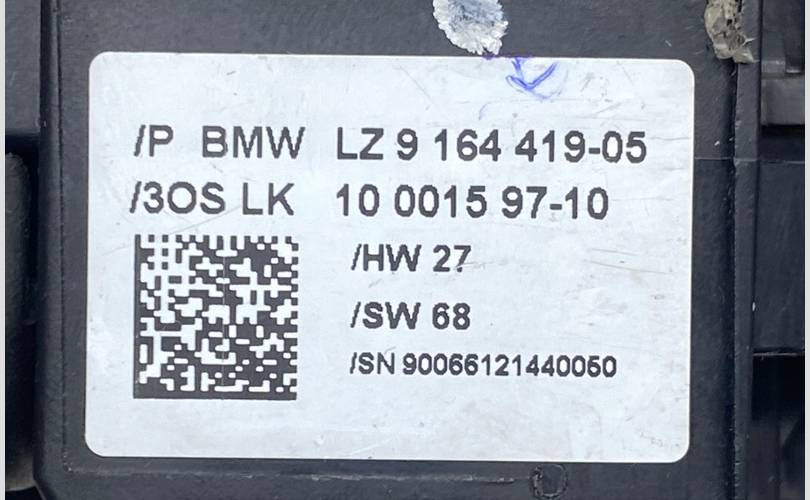 /P BMW LZ 9 164 419-05
/3OS LK 10 0015 97-10
/HW 27
/SW 68
/SN 90066121440050